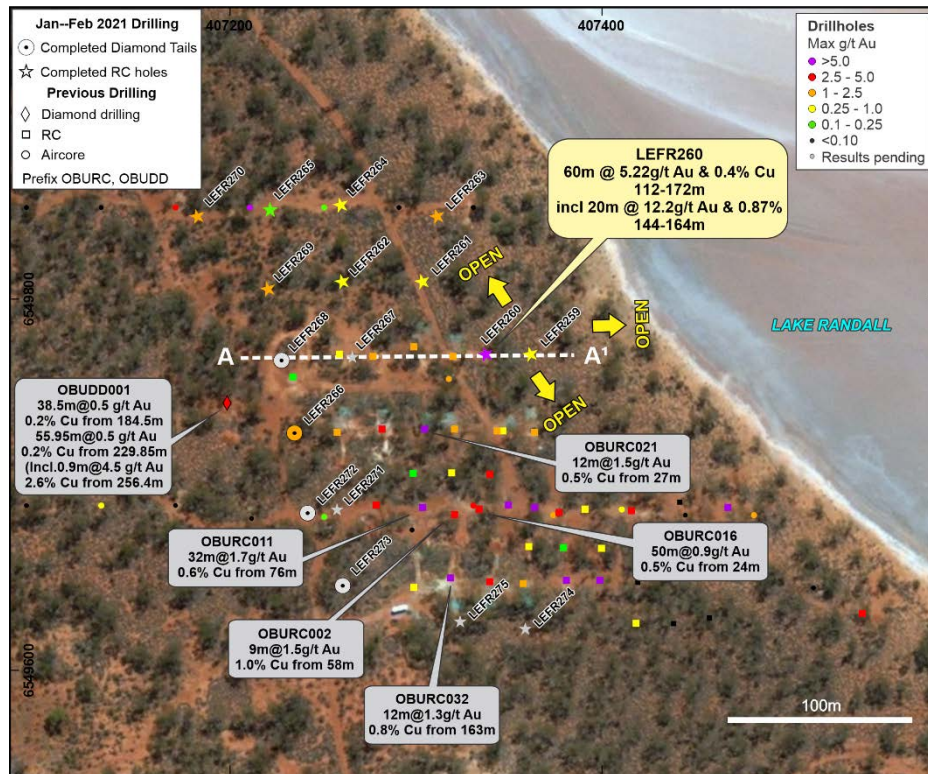 Jan--Feb 2021 Drilling
Completed Diamond Tails
Completed RC holes
Previous Drilling
Diamond drilling
RC
Aircore
Prefix OBURC, OBUDD
407200
407400
Drillholes
Max g/t Au
>5.0
2.5 - 5.0
1 - 2.5
0.25 - 1.0
0.1 - 0.25
<0.10
Results pending
LEFR260
60m @ 5.22g/t Au & 0.4% Cu
112-172m
incl 20m @ 12.2g/t Au & 0.87%
144-164m
LEFR270
LEFR265
LEFR264
LEFR263
LEFR269
LEFR262
LEFR261
OPEN
6549800
LEFR268
LEFR267
LEFR260
LEFR259
OPEN
LAKE RANDALL
A
A¹
OPEN
OBUDD001
38.5m@0.5 g/t Au
0.2% Cu from 184.5m
55.95m@0.5 g/t Au
0.2% Cu from 229.85m
(Incl.0.9m@4.5 g/t Au
2.6% Cu from 256.4m)
LEFR266
OBURC021
12m@1.5g/t Au
0.5% Cu from 27m
LEFR272
LEFR271
OBURC011
32m@1.7g/t Au
0.6% Cu from 76m
LEFR273
OBURC016
50m@0.9g/t Au
0.5% Cu from 24m
LEFR275
LEFR274
OBURC002
9m@1.5g/t Au
1.0% Cu from 58m
6549600
OBURC032
12m@1.3g/t Au
0.8% Cu from 163m
100m